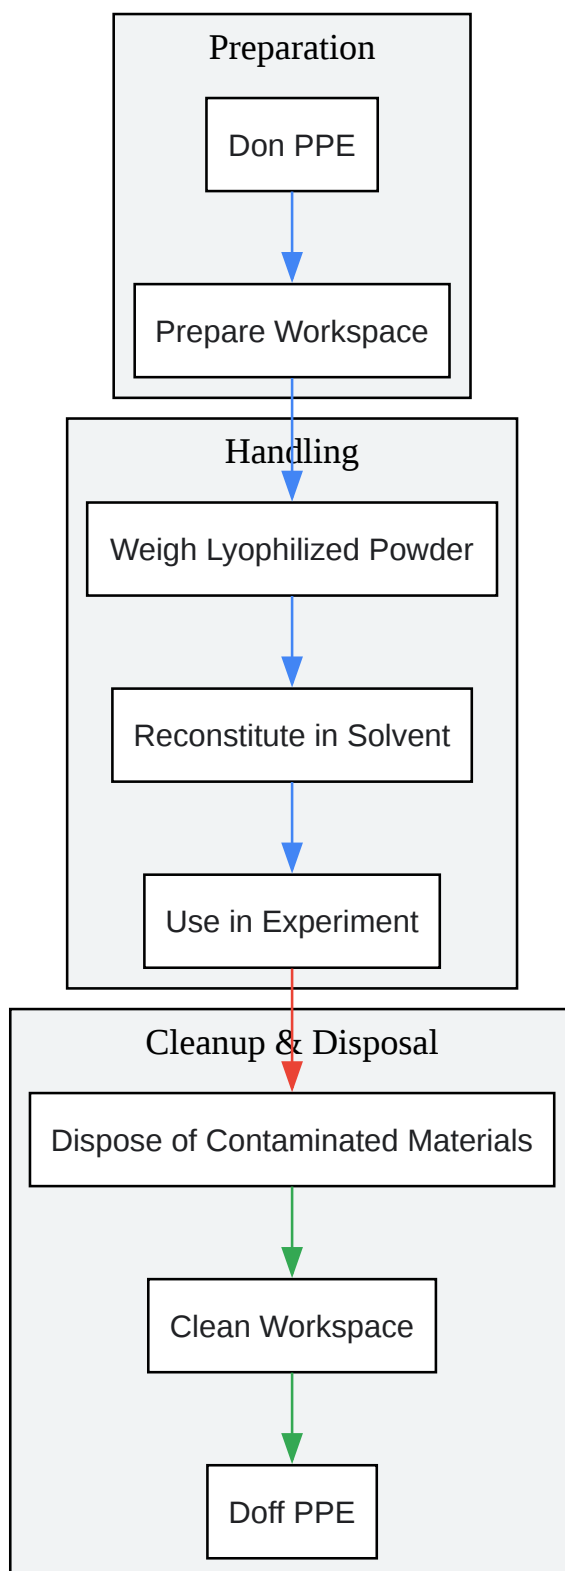 Preparation
Don PPE
Prepare Workspace
Handling
Weigh Lyophilized Powder
Reconstitute in Solvent
Use in Experiment
Cleanup & Disposal
Dispose of Contaminated Materials
Clean Workspace
Doff PPE